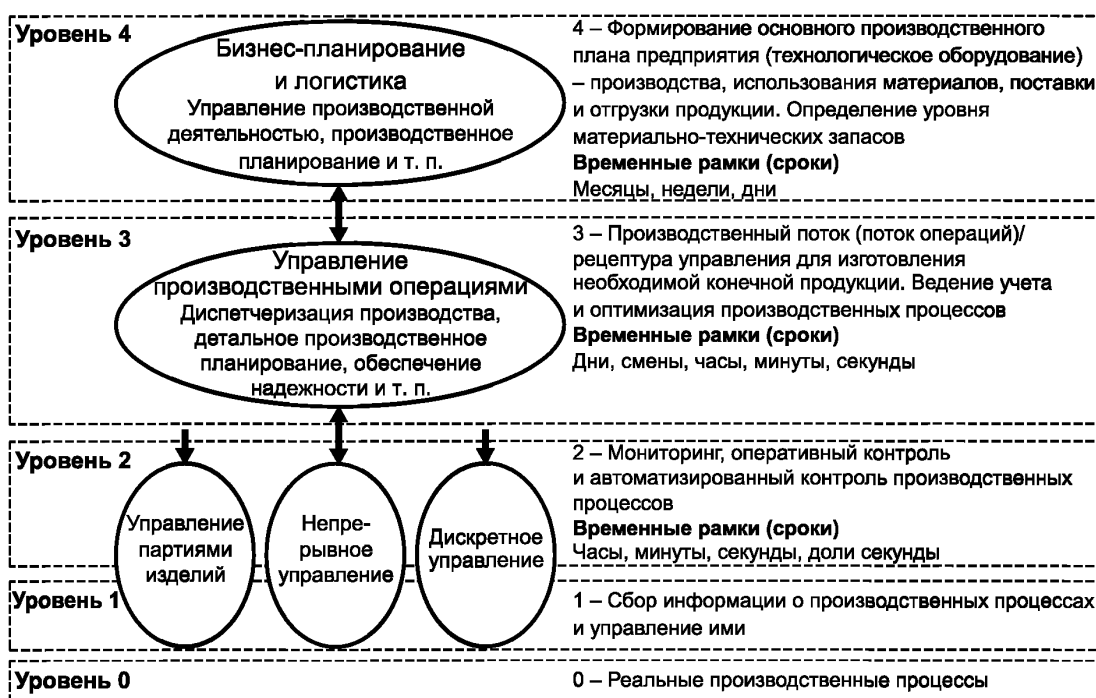 Уровень 4
Бизнес-планирование
и логистика
Управление производственной
деятельностью, производственное
планирование и т. п.
4 – Формирование основного производственного
плана предприятия (технологическое оборудование)
– производства, использования материалов, поставки
и отгрузки продукции. Определение уровня
материально-технических запасов
Временные рамки (сроки)
Месяцы, недели, дни
Уровень 3
Управление
производственными операциями
Диспетчеризация производства,
детальное производственное
планирование, обеспечение
надежности и т. п.
3 – Производственный поток (поток операций)/
рецептура управления для изготовления
необходимой конечной продукции. Ведение учета
и оптимизация производственных процессов
Временные рамки (сроки)
Дни, смены, часы, минуты, секунды
Уровень 2
Управление
партиями
изделий
Непре-
рывное
управление
Дискретное
управление
2 – Мониторинг, оперативный контроль
и автоматизированный контроль производственных
процессов
Временные рамки (сроки)
Часы, минуты, секунды, доли секунды
Уровень 1
1 – Сбор информации о производственных процессах
и управление ими
Уровень 0
0 – Реальные производственные процессы